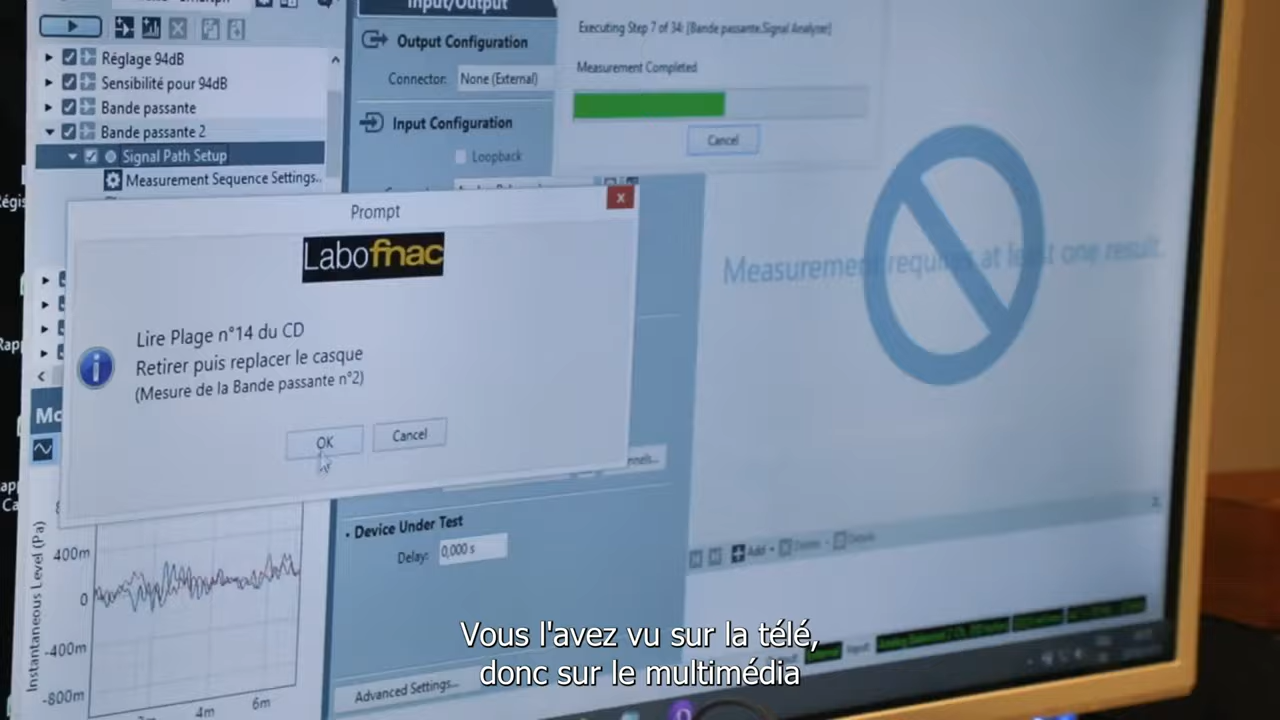 Input/Output
Réglage 94dB
Sensibilité pour 94dB
Bande passante
Bande passante 2
Signal Path Setup
Measurement Sequence Settings...
Output Configuration
Connector: None (External)
Input Configuration
Loopback
Executing Step 7 of 34: [Bande passante.Signal Analyser]
Measurement Completed
Cancel
Measurement requires at least one result.
Prompt
Labofnac
Lire Plage n°14 du CD
Retirer puis replacer le casque
(Mesure de la Bande passante n°2)
OK
Cancel
Device Under Test
Delay: 0,000 s
Add
Details
Advanced Settings...
Instantaneous Level (Pa)
400m
0
-400m
-800m
4m
6m
Vous l'avez vu sur la télé,
donc sur le multimédia